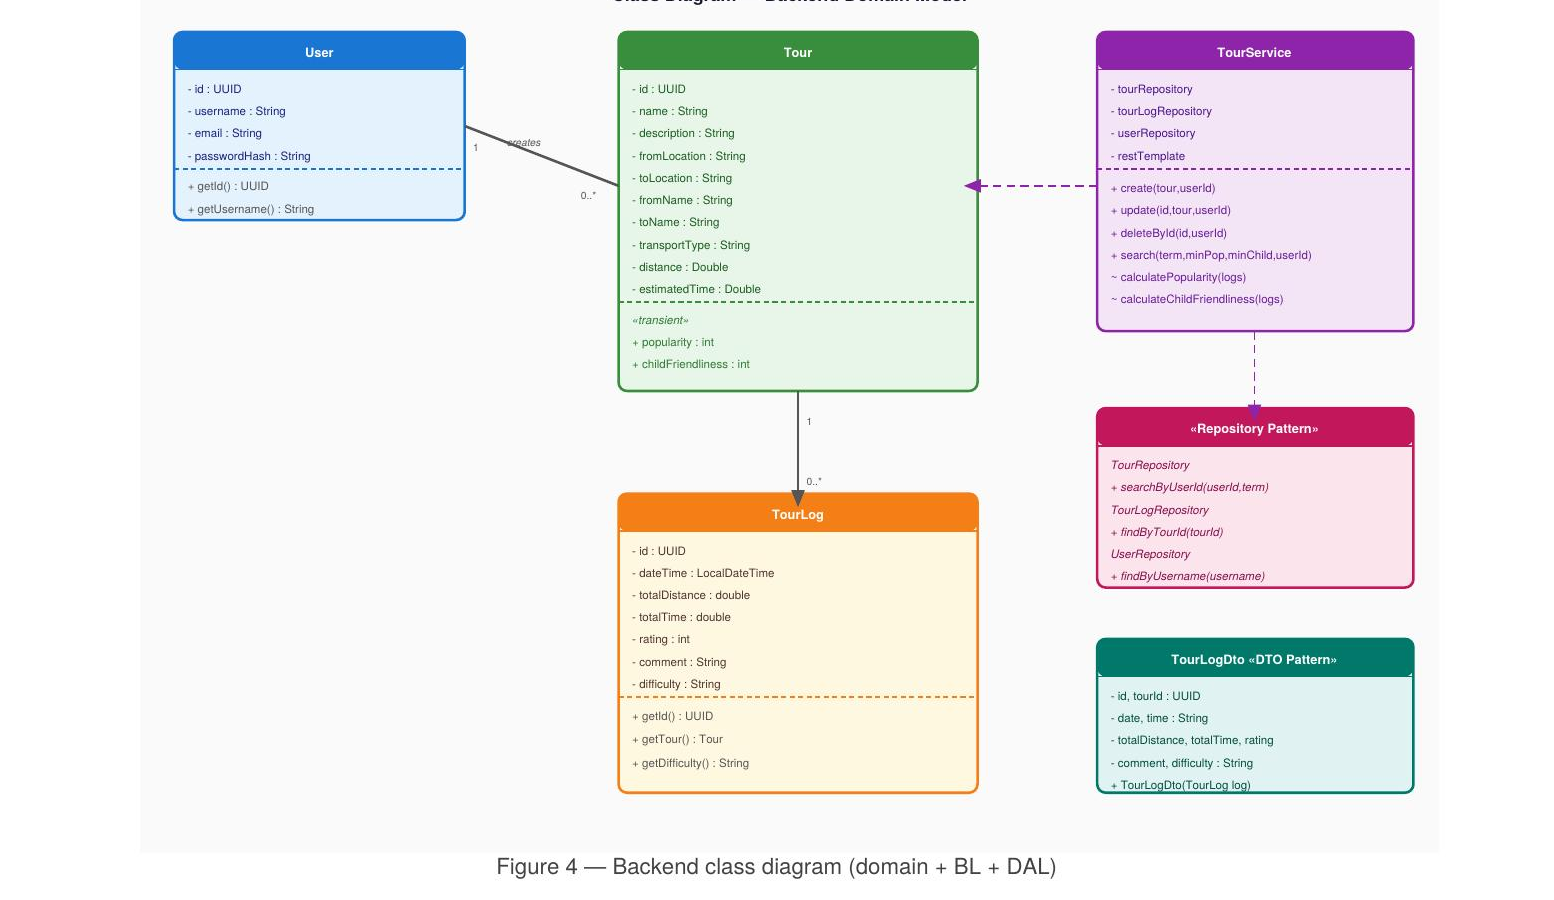 Class Diagram — Backend Domain Model
User
- id : UUID
- username : String
- email : String
- passwordHash : String
+ getId() : UUID
+ getUsername() : String
1
creates
0..*
Tour
- id : UUID
- name : String
- description : String
- fromLocation : String
- toLocation : String
- fromName : String
- toName : String
- transportType : String
- distance : Double
- estimatedTime : Double
«transient»
+ popularity : int
+ childFriendliness : int
1
0..*
TourLog
- id : UUID
- dateTime : LocalDateTime
- totalDistance : double
- totalTime : double
- rating : int
- comment : String
- difficulty : String
+ getId() : UUID
+ getTour() : Tour
+ getDifficulty() : String
TourService
- tourRepository
- tourLogRepository
- userRepository
- restTemplate
+ create(tour,userId)
+ update(id,tour,userId)
+ deleteById(id,userId)
+ search(term,minPop,minChild,userId)
~ calculatePopularity(logs)
~ calculateChildFriendliness(logs)
«Repository Pattern»
TourRepository
+ searchByUserId(userId,term)
TourLogRepository
+ findByTourId(tourId)
UserRepository
+ findByUsername(username)
TourLogDto «DTO Pattern»
- id, tourId : UUID
- date, time : String
- totalDistance, totalTime, rating
- comment, difficulty : String
+ TourLogDto(TourLog log)
Figure 4 — Backend class diagram (domain + BL + DAL)